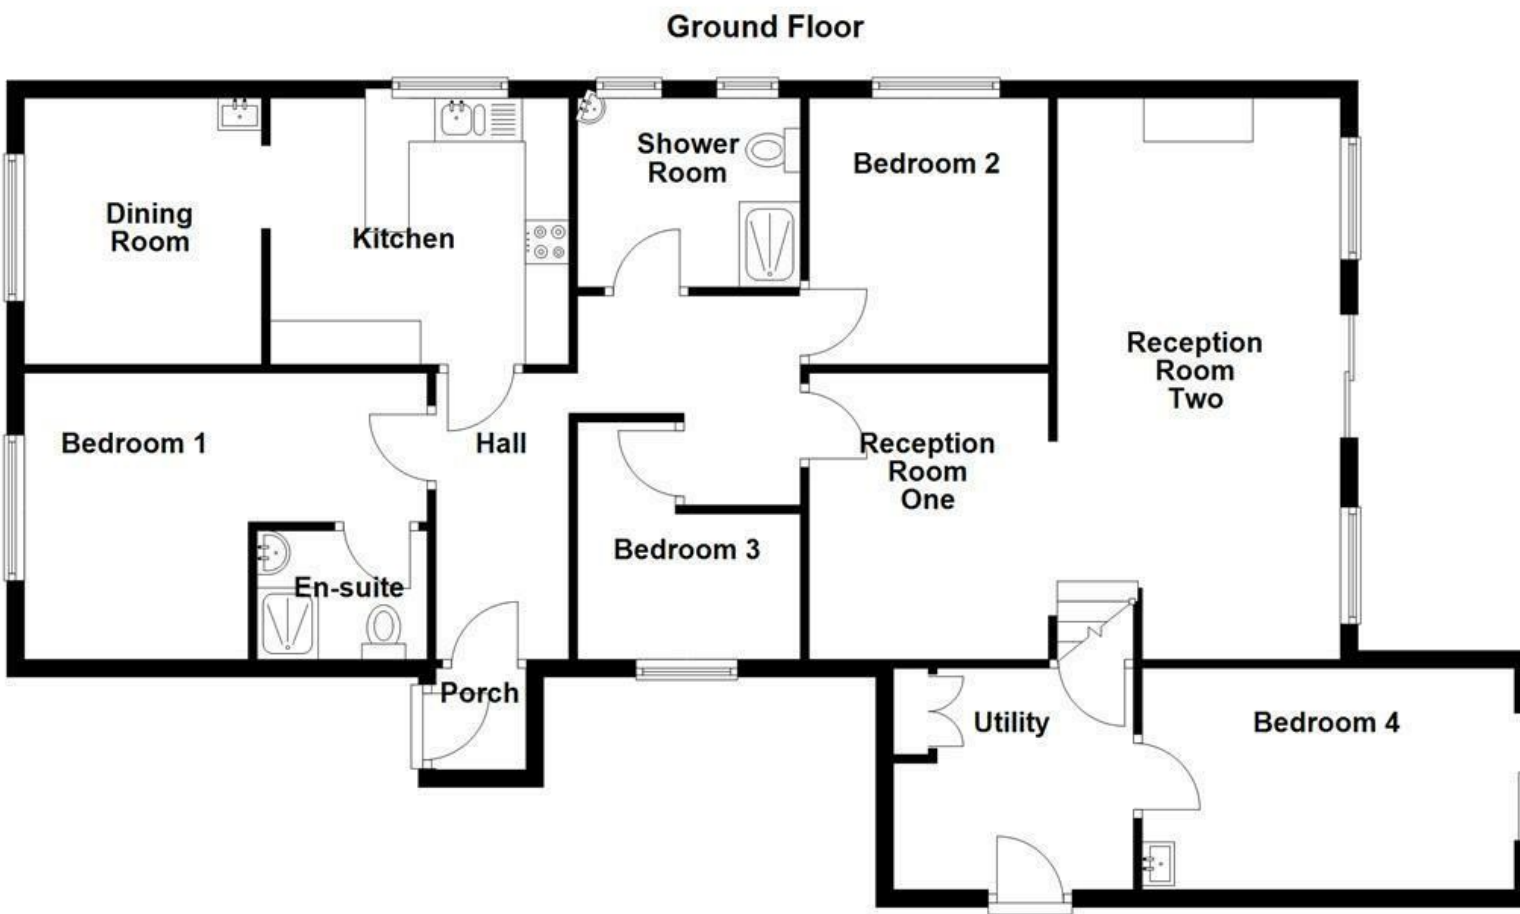 Ground Floor
Dining
Room
Kitchen
Shower
Room
Bedroom 2
Reception
Room
Two
Bedroom 1
Hall
Reception
Room
One
Bedroom 3
En-suite
Porch
Utility
Bedroom 4